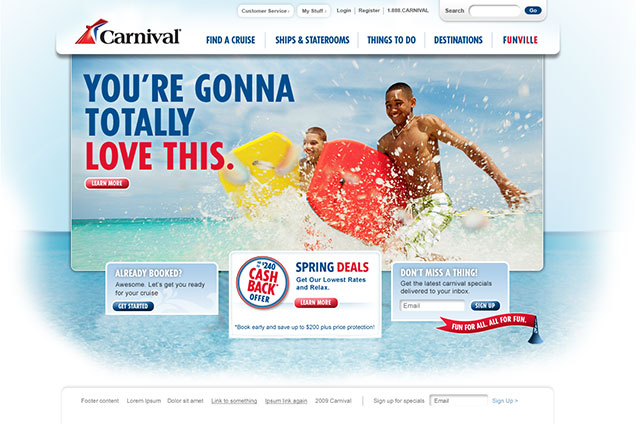 Customer Service › My Stuff › Login Register 1.888.CARNIVAL Search Go
Carnival FIND A CRUISE SHIPS & STATEROOMS THINGS TO DO DESTINATIONS FUNVILLE
YOU'RE GONNA
TOTALLY
LOVE THIS.
LEARN MORE
ALREADY BOOKED?
Awesome. Let's get you ready
for your cruise
GET STARTED
$240
CASH
BACK*
OFFER
SPRING DEALS
Get Our Lowest Rates
and Relax.
LEARN MORE
*Book early and save up to $200 plus price protection!
DON'T MISS A THING!
Get the latest carnival specials
delivered to your inbox.
Email SIGN UP
FUN FOR ALL. ALL FOR FUN.
Footer content Lorem Ipsum Dolor sit amet Link to something Ipsum link again 2009 Carnival Sign up for specials Email Sign Up >